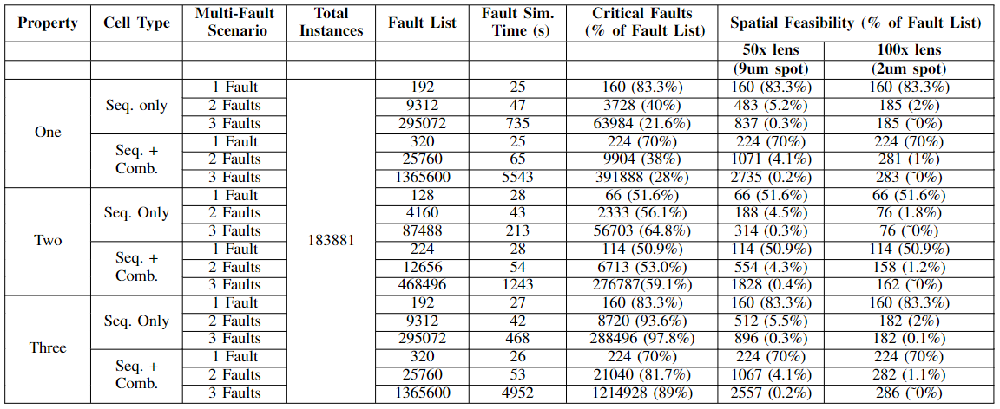 Property Cell Type Multi-Fault Scenario Total Instances Fault List Fault Sim. Time (s) Critical Faults (% of Fault List) Spatial Feasibility (% of Fault List)
50x lens 100x lens
(9um spot) (2um spot)
One Seq. only 1 Fault 183881 192 25 160 (83.3%) 160 (83.3%) 160 (83.3%)
2 Faults 9312 47 3728 (40%) 483 (5.2%) 185 (2%)
3 Faults 295072 735 63984 (21.6%) 837 (0.3%) 185 (˜0%)
Seq. + Comb. 1 Fault 320 25 224 (70%) 224 (70%) 224 (70%)
2 Faults 25760 65 9904 (38%) 1071 (4.1%) 281 (1%)
3 Faults 1365600 5543 391888 (28%) 2735 (0.2%) 283 (˜0%)
Two Seq. Only 1 Fault 128 28 66 (51.6%) 66 (51.6%) 66 (51.6%)
2 Faults 4160 43 2333 (56.1%) 188 (4.5%) 76 (1.8%)
3 Faults 87488 213 56703 (64.8%) 314 (0.3%) 76 (˜0%)
Seq. + Comb. 1 Fault 224 28 114 (50.9%) 114 (50.9%) 114 (50.9%)
2 Faults 12656 54 6713 (53.0%) 554 (4.3%) 158 (1.2%)
3 Faults 468496 1243 276787(59.1%) 1828 (0.4%) 162 (˜0%)
Three Seq. Only 1 Fault 192 27 160 (83.3%) 160 (83.3%) 160 (83.3%)
2 Faults 9312 42 8720 (93.6%) 512 (5.5%) 182 (2%)
3 Faults 295072 468 288496 (97.8%) 896 (0.3%) 182 (0.1%)
Seq. + Comb. 1 Fault 320 26 224 (70%) 224 (70%) 224 (70%)
2 Faults 25760 53 21040 (81.7%) 1067 (4.1%) 282 (1.1%)
3 Faults 1365600 4952 1214928 (89%) 2557 (0.2%) 286 (˜0%)